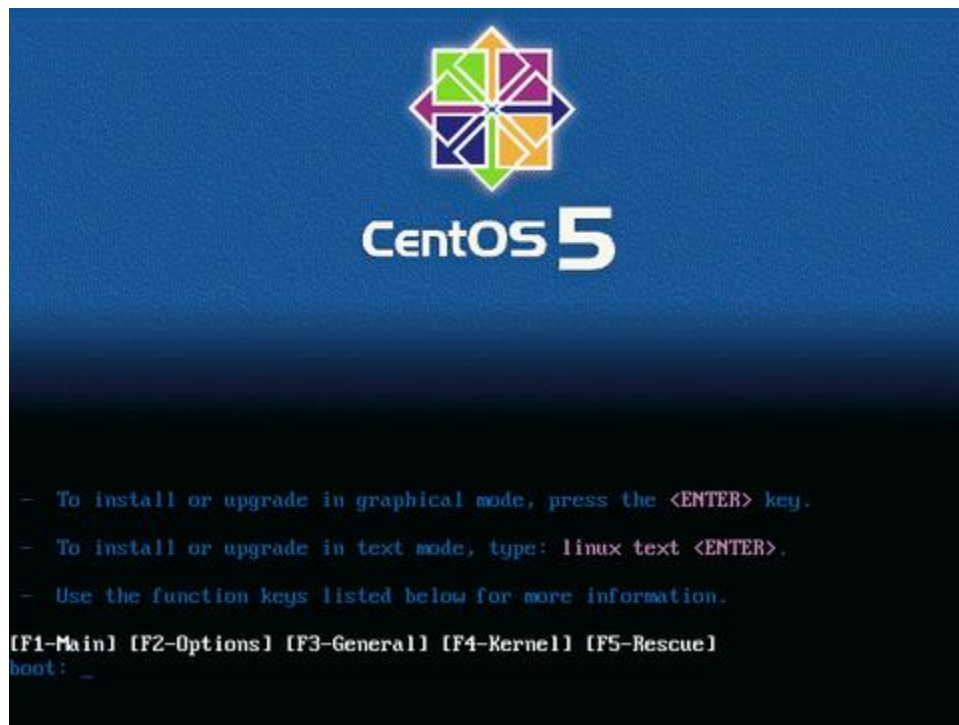 CentOS 5
- To install or upgrade in graphical mode, press the <ENTER> key.
- To install or upgrade in text mode, type: linux text <ENTER>.
- Use the function keys listed below for more information.
[F1-Main] [F2-Options] [F3-General] [F4-Kernel] [F5-Rescue]
boot: _